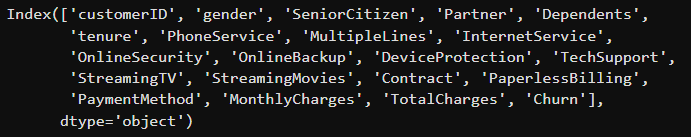 Index(['customerID', 'gender', 'SeniorCitizen', 'Partner', 'Dependents',
'tenure', 'PhoneService', 'MultipleLines', 'InternetService',
'OnlineSecurity', 'OnlineBackup', 'DeviceProtection', 'TechSupport',
'StreamingTV', 'StreamingMovies', 'Contract', 'PaperlessBilling',
'PaymentMethod', 'MonthlyCharges', 'TotalCharges', 'Churn'],
dtype='object')